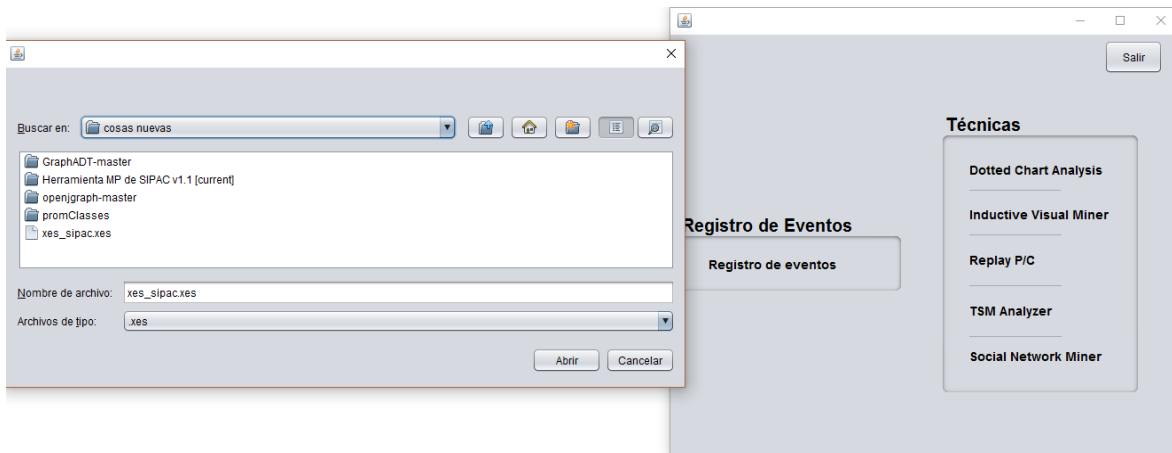 Buscar en: cosas nuevas
GraphADT-master
Herramienta MP de SIPAC v1.1 [current]
openjgraph-master
promClasses
xes_sipac.xes
Nombre de archivo: xes_sipac.xes
Archivos de tipo: .xes
Abrir Cancelar
Salir
Registro de Eventos
Registro de eventos
Técnicas
Dotted Chart Analysis
Inductive Visual Miner
Replay P/C
TSM Analyzer
Social Network Miner